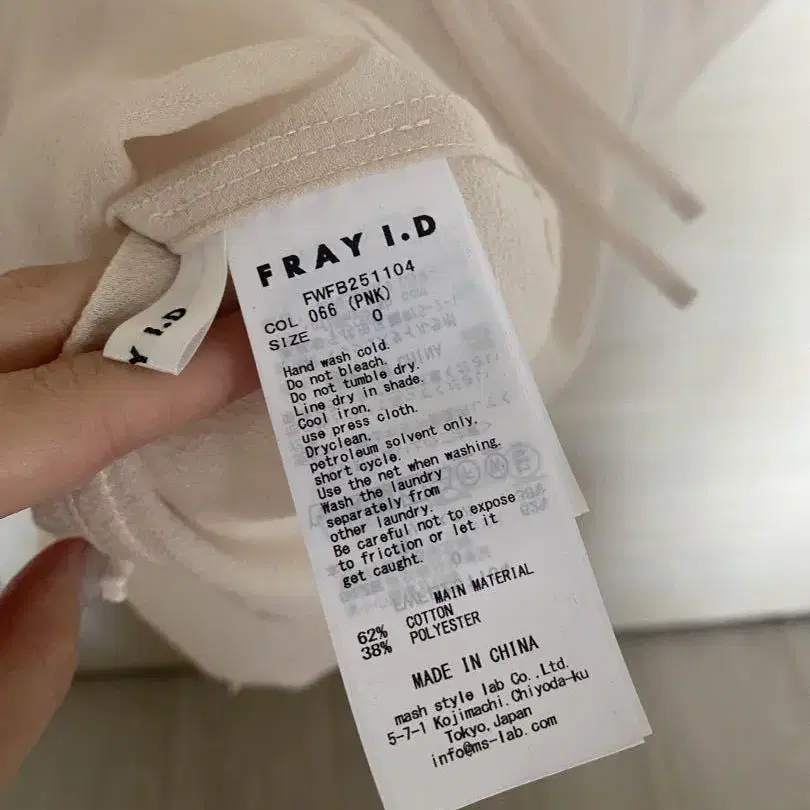 FRAY I.D
FWFB251104
COL 066 (PNK)
SIZE 0
Hand wash cold.
Do not bleach.
Do not tumble dry.
Line dry in shade.
Cool iron,
use press cloth.
Dryclean,
petroleum solvent only,
short cycle.
Use the net when washing.
Wash the laundry
separately from
other laundry.
Be careful not to expose
to friction or let it
get caught.
MAIN MATERIAL
62% COTTON
38% POLYESTER
MADE IN CHINA
mash style lab Co.,Ltd.
5-7-1 Kojimachi.Chiyoda-ku
Tokyo.Japan
info@ms-lab.com
Y I.D